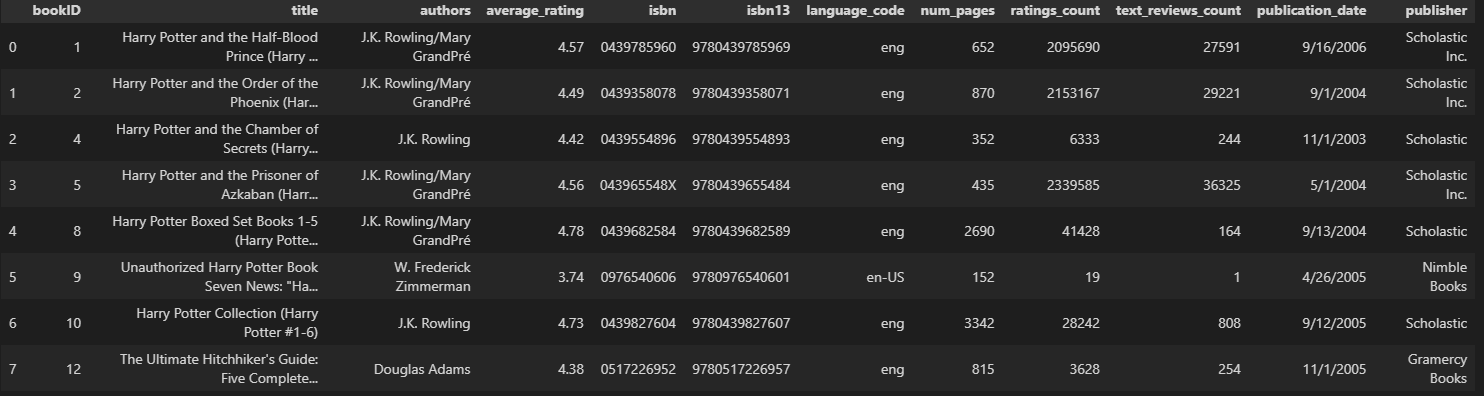 bookID title authors average_rating isbn isbn13 language_code num_pages ratings_count text_reviews_count publication_date publisher
0 1 Harry Potter and the Half-Blood Prince (Harry ... J.K. Rowling/Mary GrandPré 4.57 0439785960 9780439785969 eng 652 2095690 27591 9/16/2006 Scholastic Inc.
1 2 Harry Potter and the Order of the Phoenix (Har... J.K. Rowling/Mary GrandPré 4.49 0439358078 9780439358071 eng 870 2153167 29221 9/1/2004 Scholastic Inc.
2 4 Harry Potter and the Chamber of Secrets (Harry... J.K. Rowling 4.42 0439554896 9780439554893 eng 352 6333 244 11/1/2003 Scholastic
3 5 Harry Potter and the Prisoner of Azkaban (Harr... J.K. Rowling/Mary GrandPré 4.56 043965548X 9780439655484 eng 435 2339585 36325 5/1/2004 Scholastic Inc.
4 8 Harry Potter Boxed Set Books 1-5 (Harry Potte... J.K. Rowling/Mary GrandPré 4.78 0439682584 9780439682589 eng 2690 41428 164 9/13/2004 Scholastic
5 9 Unauthorized Harry Potter Book Seven News: "Ha... W. Frederick Zimmerman 3.74 0976540606 9780976540601 en-US 152 19 1 4/26/2005 Nimble Books
6 10 Harry Potter Collection (Harry Potter #1-6) J.K. Rowling 4.73 0439827604 9780439827607 eng 3342 28242 808 9/12/2005 Scholastic
7 12 The Ultimate Hitchhiker's Guide: Five Complete... Douglas Adams 4.38 0517226952 9780517226957 eng 815 3628 254 11/1/2005 Gramercy Books